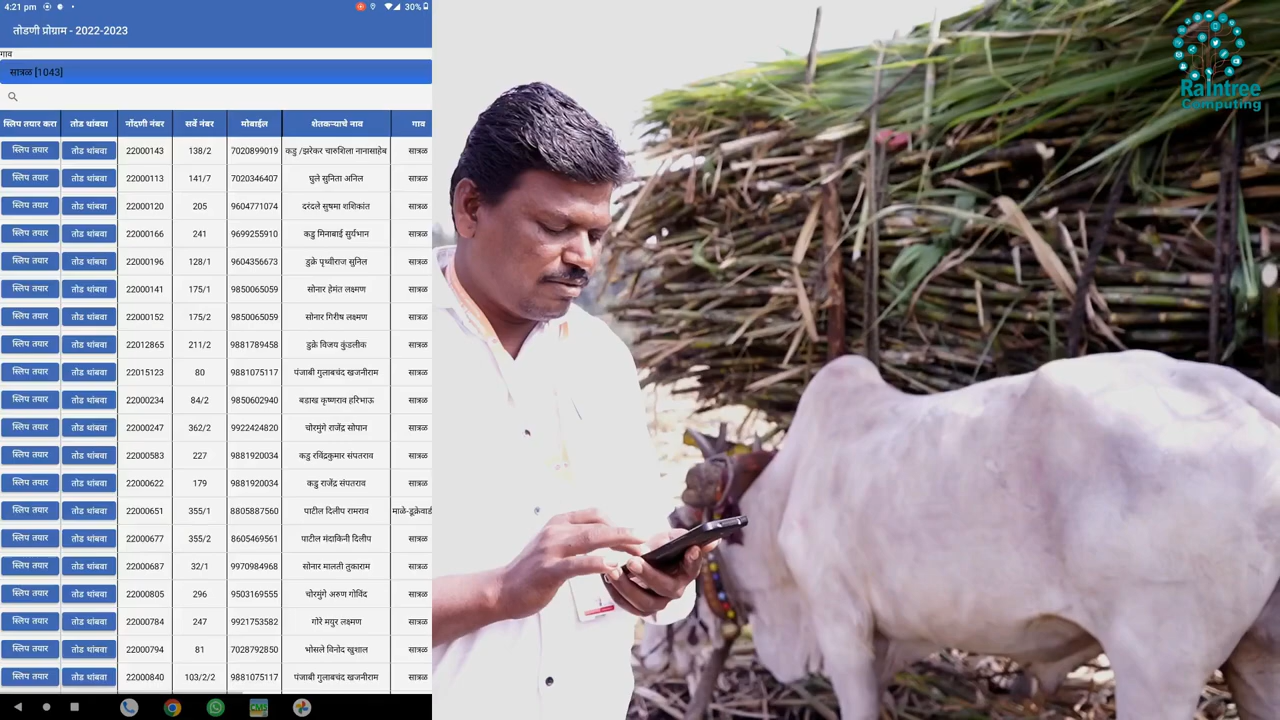 4:21 pm 30%
तोडणी प्रोग्राम - 2022-2023
गाव
सात्रळ [1043]
स्लिप तयार करा तोड थांबवा नोंदणी नंबर सर्वे नंबर मोबाईल शेतकऱ्याचे नाव गाव
स्लिप तयार तोड थांबवा 22000143 138/2 7020899019 कडु /झरेकर चारुशिला नानासाहेब सात्रळ
स्लिप तयार तोड थांबवा 22000113 141/7 7020346407 घुले सुनिता अनिल सात्रळ
स्लिप तयार तोड थांबवा 22000120 205 9604771074 दरंदले सुषमा शशिकांत सात्रळ
स्लिप तयार तोड थांबवा 22000166 241 9699255910 कडु गिनाबाई सुर्यभान सात्रळ
स्लिप तयार तोड थांबवा 22000196 128/1 9604356673 डुक्रे पृथ्वीराज सुनिल सात्रळ
स्लिप तयार तोड थांबवा 22000141 175/1 9850065059 सोनार हेमंत लक्ष्मण सात्रळ
स्लिप तयार तोड थांबवा 22000152 175/2 9850065059 सोनार गिरीष लक्ष्मण सात्रळ
स्लिप तयार तोड थांबवा 22012865 211/2 9881789458 डुक्रे विजय कुंडलीक सात्रळ
स्लिप तयार तोड थांबवा 22015123 80 9881075117 पंजाबी गुलाबचंद खजनीराम सात्रळ
स्लिप तयार तोड थांबवा 22000234 84/2 9850602940 बडाख कृष्णराव हरिभाऊ सात्रळ
स्लिप तयार तोड थांबवा 22000247 362/2 9922424820 चोरमुंगे राजेंद्र सोपान सात्रळ
स्लिप तयार तोड थांबवा 22000583 227 9881920034 कडु रविंद्रकुमार संपतराव सात्रळ
स्लिप तयार तोड थांबवा 22000622 179 9881920034 कडु राजेंद्र संपतराव सात्रळ
स्लिप तयार तोड थांबवा 22000651 355/1 8805887560 पाटील दिलीप रामराव माळे-डूक्रेवाडी
स्लिप तयार तोड थांबवा 22000677 355/2 8605469561 पाटील मंदाकिनी दिलीप सात्रळ
स्लिप तयार तोड थांबवा 22000687 32/1 9970984968 सोनार मालती तुकाराम सात्रळ
स्लिप तयार तोड थांबवा 22000805 296 9503169555 चोरमुंगे अरुण गोविंद सात्रळ
स्लिप तयार तोड थांबवा 22000784 247 9921753582 गोरे मयुर लक्ष्मण सात्रळ
स्लिप तयार तोड थांबवा 22000794 81 7028792850 भोसले विनोद खुशाल सात्रळ
स्लिप तयार तोड थांबवा 22000840 103/2/2 9881075117 पंजाबी गुलाबचंद खजनीराम सात्रळ
CMS
Raintree
Computing